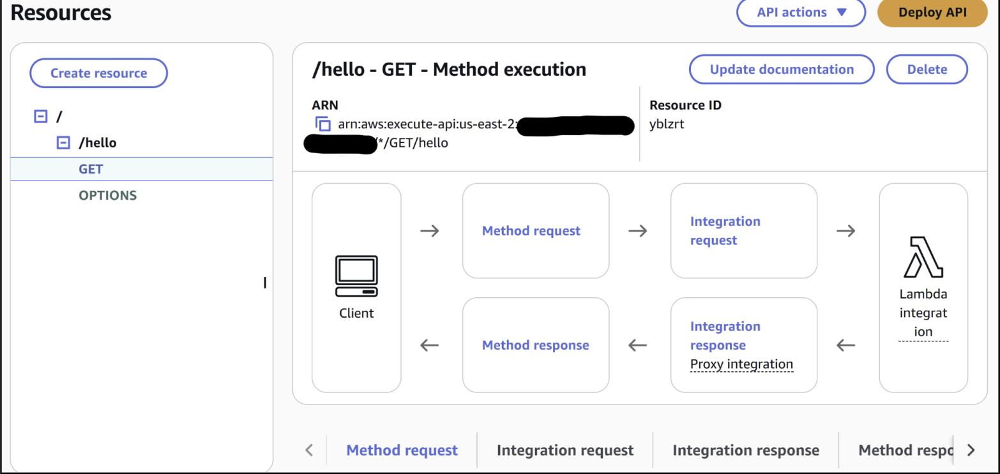 Resources
API actions
Deploy API
Create resource
/
/hello
GET
OPTIONS
/hello - GET - Method execution
Update documentation
Delete
ARN
arn:aws:execute-api:us-east-2:
/*/GET/hello
Resource ID
yblzrt
Client
Method request
Integration
request
Lambda
integrat
ion
Method response
Integration
response
Proxy integration
Method request
Integration request
Integration response
Method respo